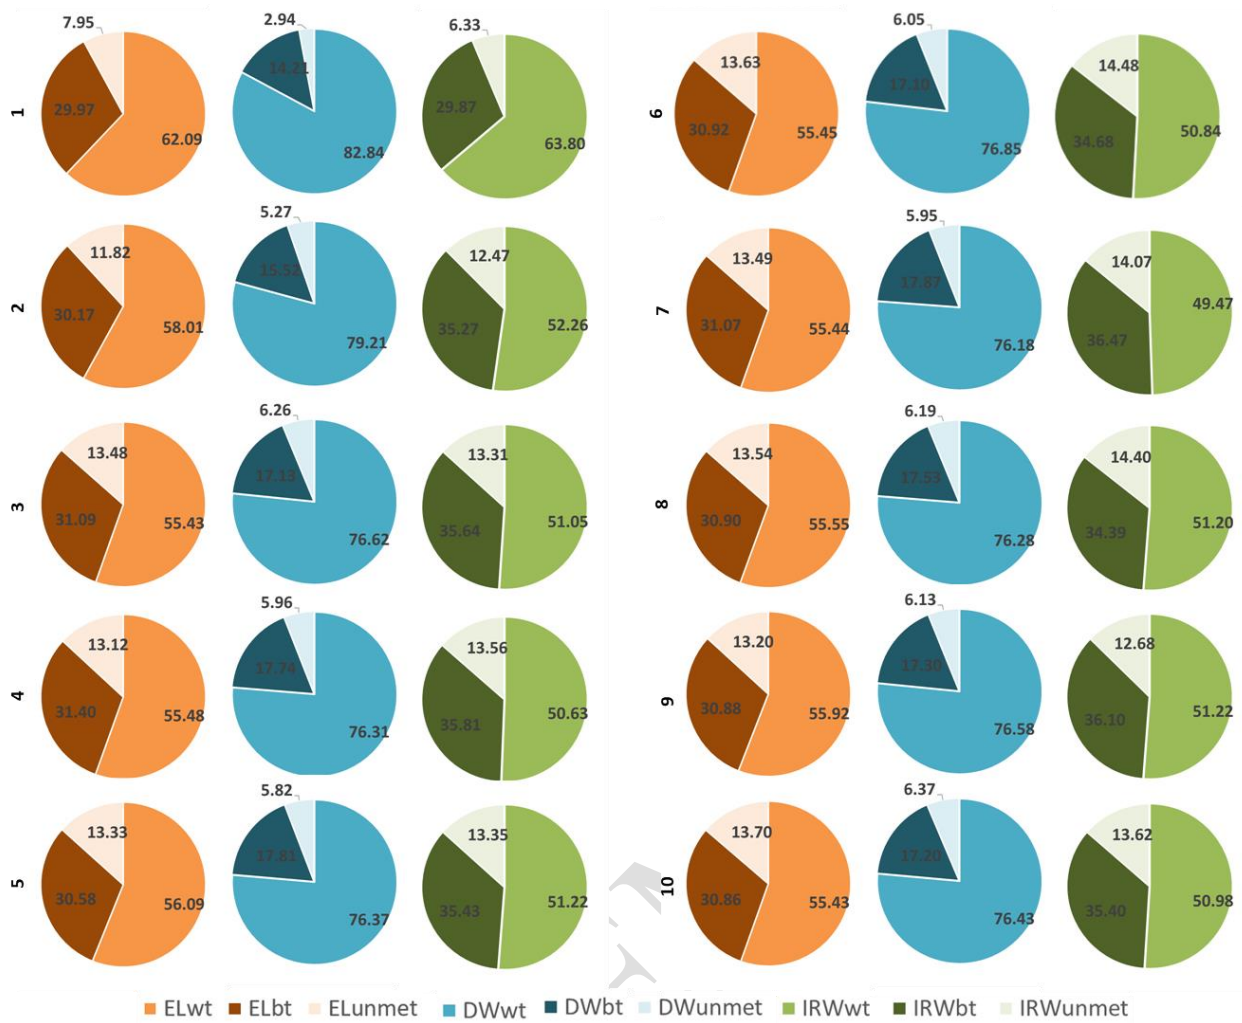 7.95 29.97 62.09 2.94 14.21 82.84 6.33 29.87 63.80
1
11.82 30.17 58.01 5.27 15.52 79.21 12.47 35.27 52.26
2
13.48 31.09 55.43 6.26 17.13 76.62 13.31 35.64 51.05
3
13.12 31.40 55.48 5.96 17.74 76.31 13.56 35.81 50.63
4
13.33 30.58 56.09 5.82 17.81 76.37 13.35 35.43 51.22
5
13.63 30.92 55.45 6.05 17.10 76.85 14.48 34.68 50.84
6
13.49 31.07 55.44 5.95 17.87 76.18 14.07 36.47 49.47
7
13.54 30.90 55.55 6.19 17.53 76.28 14.40 34.39 51.20
8
13.20 30.88 55.92 6.13 17.30 76.58 12.68 36.10 51.22
9
13.70 30.86 55.43 6.37 17.20 76.43 13.62 35.40 50.98
10
ELwt ELbt ELunmet DWwt DWbt DWunmet IRWwt IRWbt IRWunmet